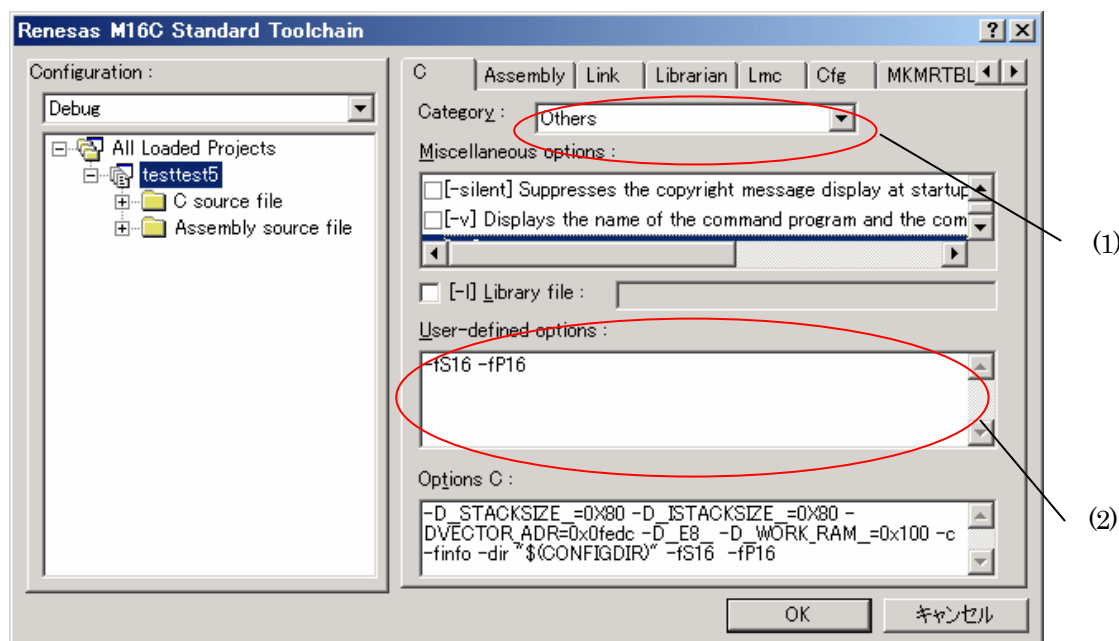 Renesas M16C Standard Toolchain
Configuration :
Debug
All Loaded Projects
testtest5
C source file
Assembly source file
C Assembly Link Librarian Lmc Cfg MKMRTBL
Category : Others
Miscellaneous options :
[-silent] Suppresses the copyright message display at startup
[-v] Displays the name of the command program and the com
[-l] Library file :
User-defined options :
-fS16 -fP16
Options C :
-D_STACKSIZE_=0X80 -D_ISTACKSIZE_=0X80 -
DVECTOR_ADR=0x0fedc -D_E8_ -D_WORK_RAM_=0x100 -c
-finfo -dir "$(CONFIGDIR)" -fS16 -fP16
OK キャンセル
(1)
(2)